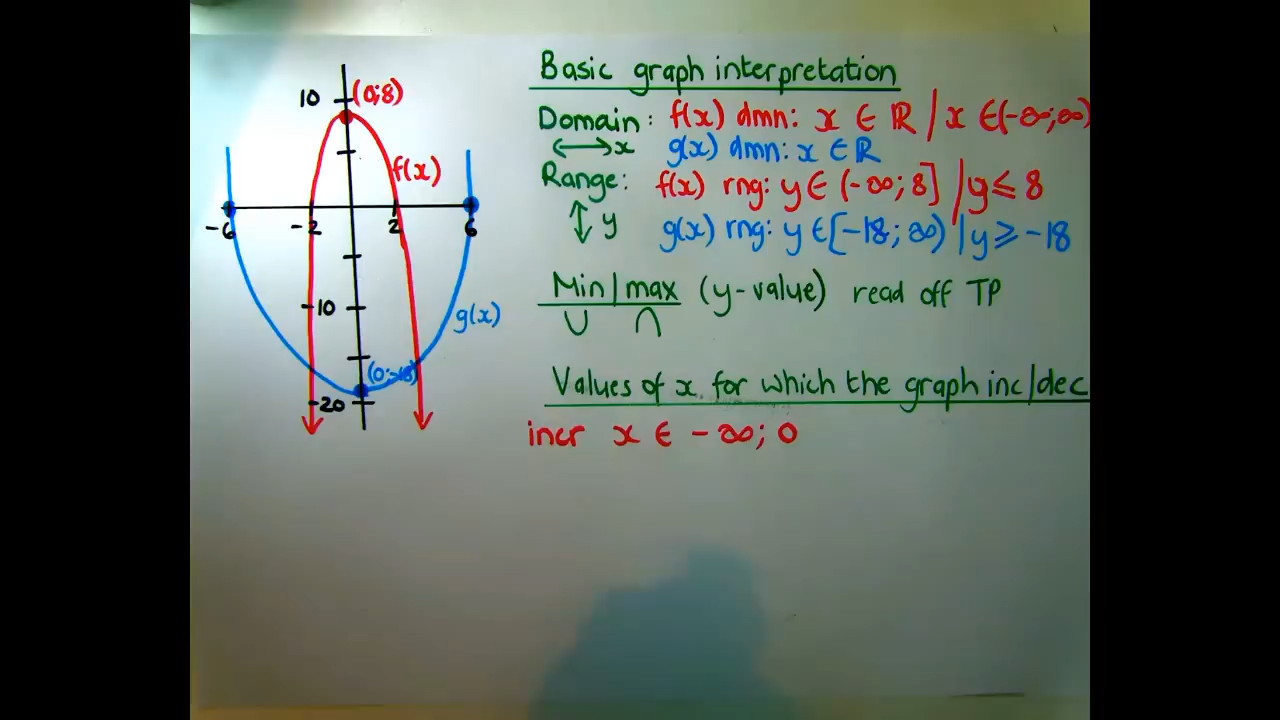 Basic graph interpretation
Domain: f(x) dmn: x ∈ ℝ / x ∈ (-∞;∞)
↔ x g(x) dmn: x ∈ ℝ
Range: f(x) rng: y ∈ (-∞; 8] | y ≤ 8
↕ y g(x) rng: y ∈ [-18; ∞) | y ≥ -18
Min/max (y-value) read off TP
∪ ∩
Values of x for which the graph inc/dec
incr x ∈ -∞; 0
10 (0;8)
f(x)
-6 -2 2 6
-10
g(x)
(0;-18)
-20